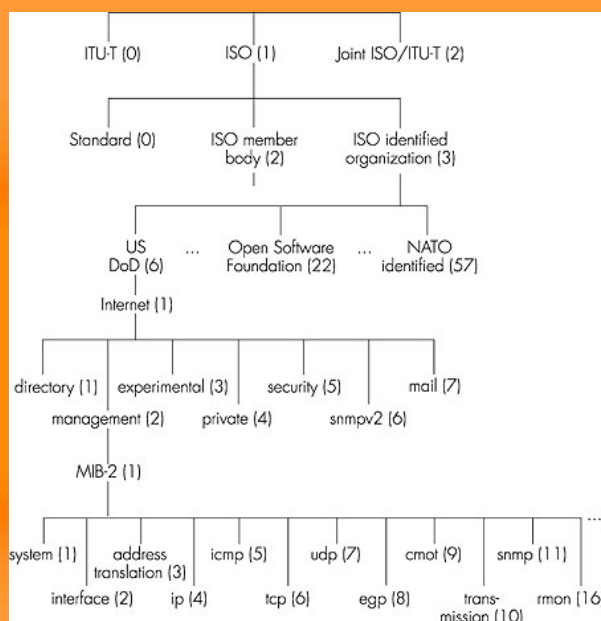 ITU-T (0) ISO (1) Joint ISO/ITU-T (2)
Standard (0) ISO member ISO identified
body (2) organization (3)
US ... Open Software ... NATO
DoD (6) Foundation (22) identified (57)
Internet (1)
directory (1) experimental (3) security (5) mail (7)
management (2) private (4) snmpv2 (6)
MIB-2 (1)
...
system (1) address icmp (5) udp (7) cmot (9) snmp (11)
translation (3)
interface (2) ip (4) tcp (6) egp (8) trans- rmon (16
mission (10)